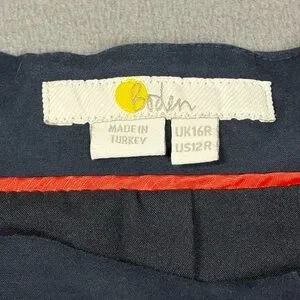 Boden
MADE IN
TURKEY
UK16R
US12R